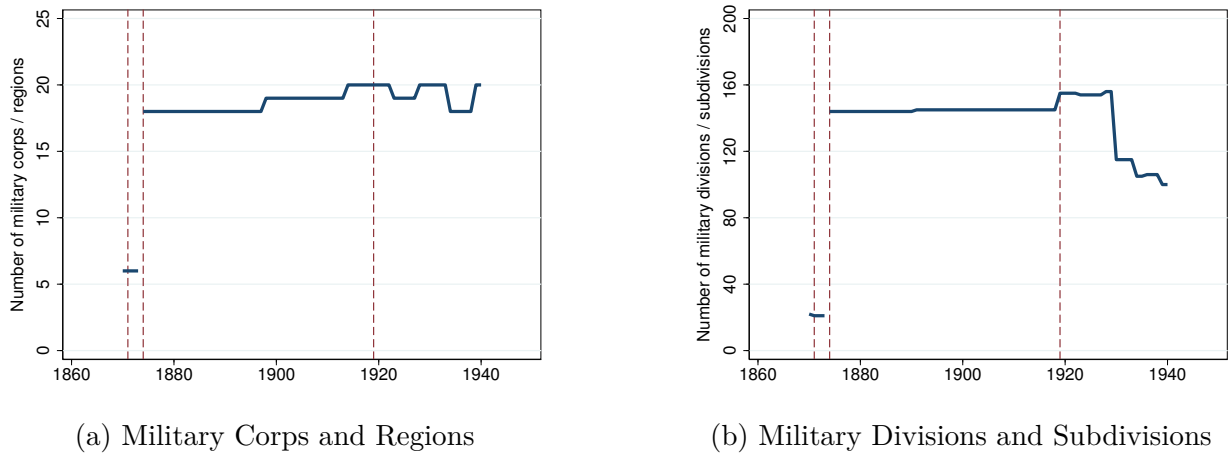 Number of military corps / regions
25
20
15
10
5
0
1860 1880 1900 1920 1940
(a) Military Corps and Regions
Number of military divisions / subdivisions
200
160
120
80
40
0
1860 1880 1900 1920 1940
(b) Military Divisions and Subdivisions